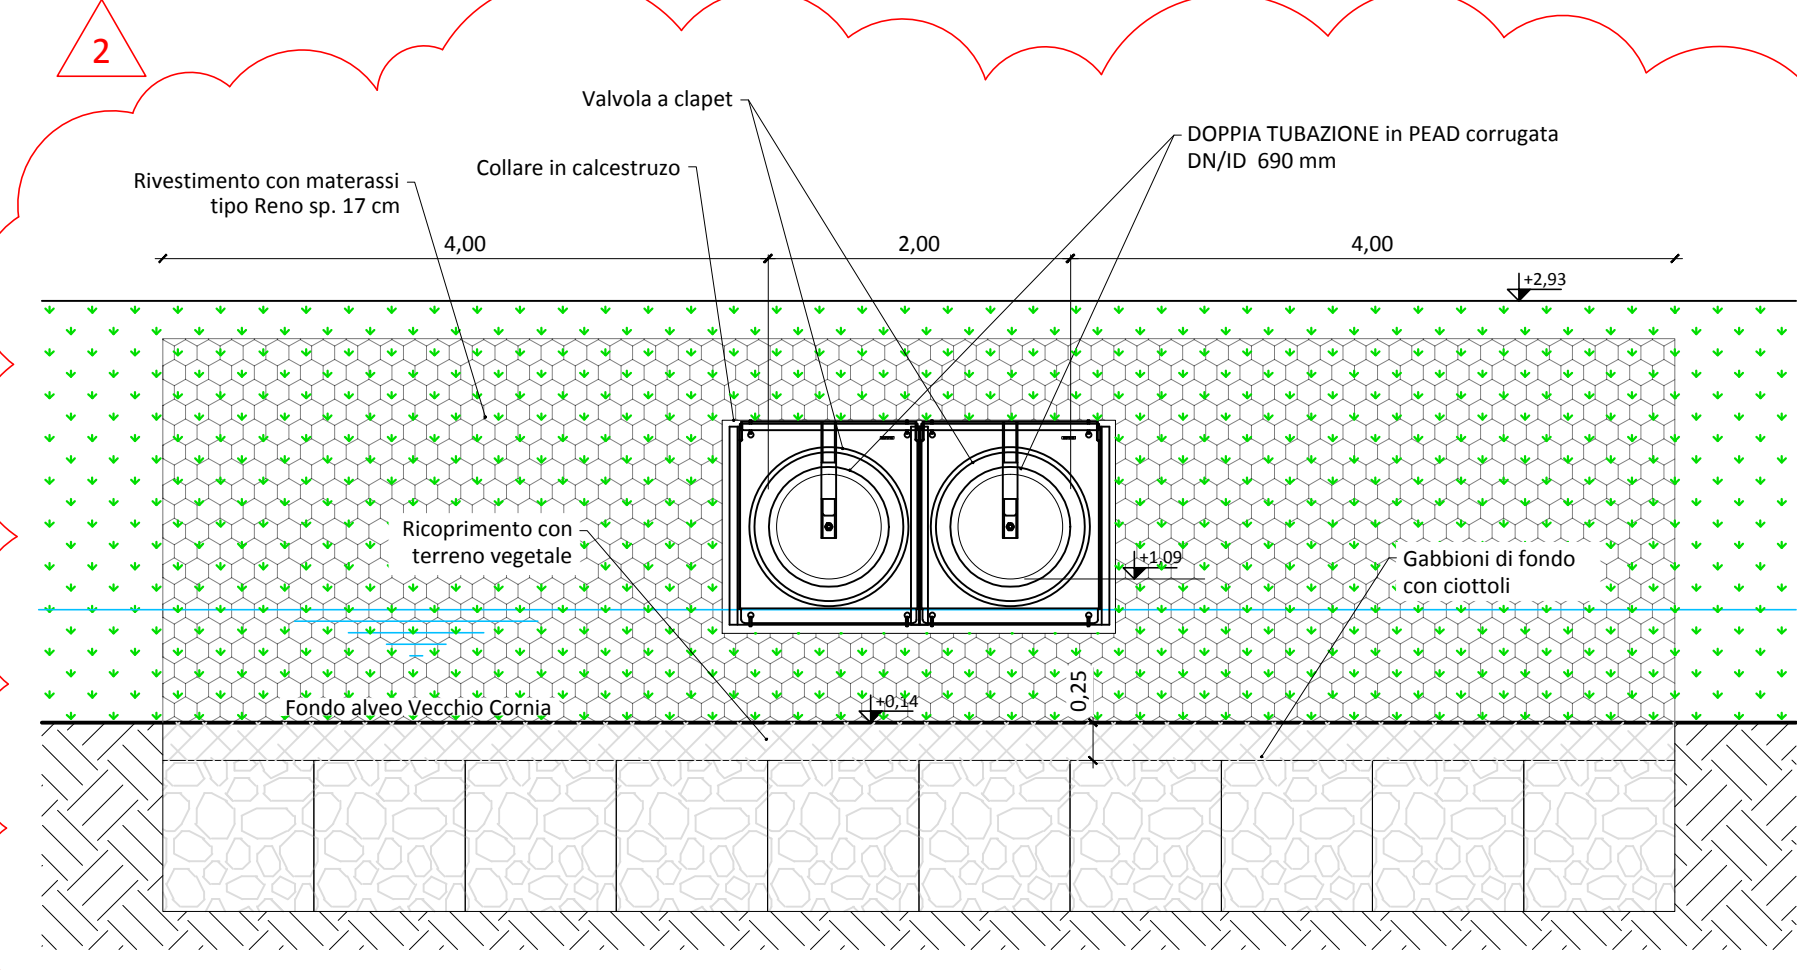 2
Valvola a clapet
DOPPIA TUBAZIONE in PEAD corrugata
DN/ID 690 mm
Collare in calcestruzo
Rivestimento con materassi
tipo Reno sp. 17 cm
4,00
2,00
4,00
+2,93
Ricoprimento con
terreno vegetale
+1,09
Gabbioni di fondo
con ciottoli
0,25
+0,14
Fondo alveo Vecchio Cornia